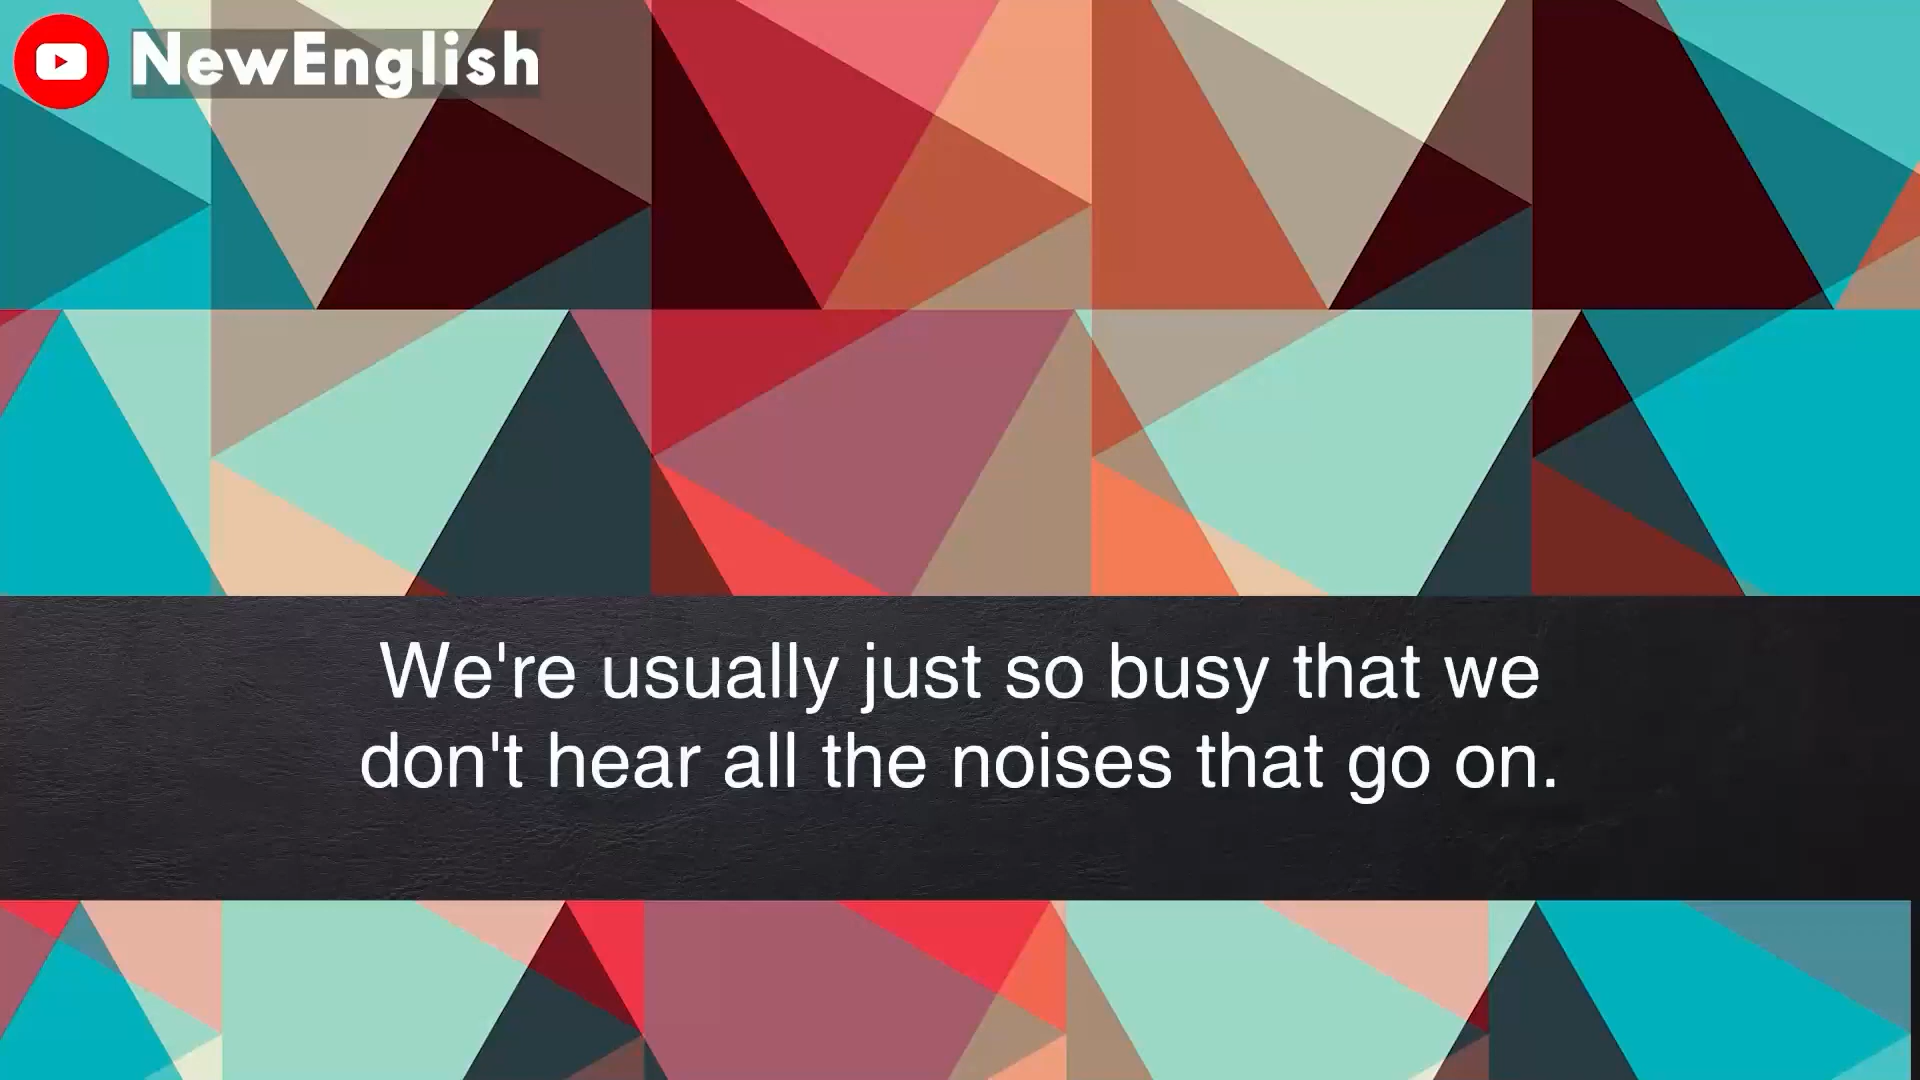 NewEnglish
We're usually just so busy that we
don't hear all the noises that go on.